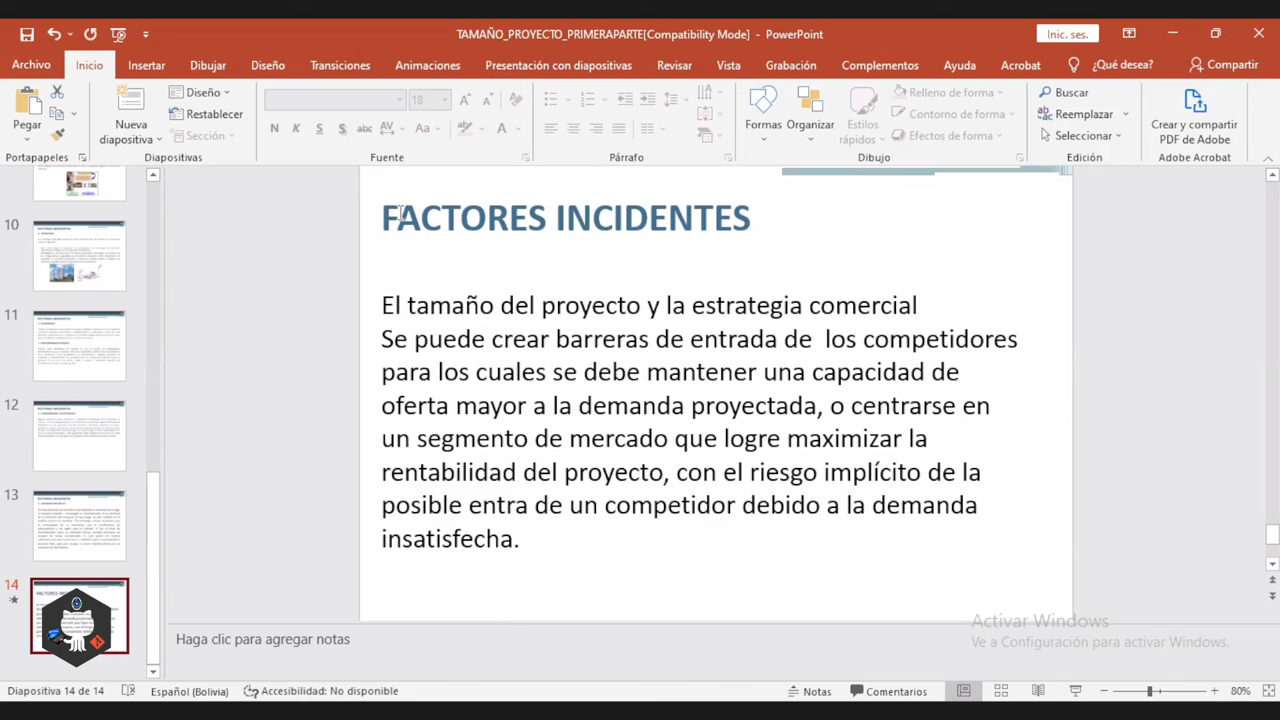 TAMAÑO_PROYECTO_PRIMERAPARTE[Compatibility Mode] - PowerPoint
Inic. ses.
Archivo Inicio Insertar Dibujar Diseño Transiciones Animaciones Presentación con diapositivas Revisar Vista Grabación Complementos Ayuda Acrobat ¿Qué desea? Compartir
Pegar
Portapapeles
Nueva
diapositiva
Diseño
Restablecer
Sección
Diapositivas
18
N K S S abc AV Aa A
Fuente
Párrafo
Formas
Organizar
Estilos
rápidos
Relleno de forma
Contorno de forma
Efectos de forma
Dibujo
Buscar
Reemplazar
Seleccionar
Edición
Crear y compartir
PDF de Adobe
Adobe Acrobat
10
11
12
13
14
FACTORES INCIDENTES
El tamaño del proyecto y la estrategia comercial
Se puede crear barreras de entrada de los competidores
para los cuales se debe mantener una capacidad de
oferta mayor a la demanda proyectada, o centrarse en
un segmento de mercado que logre maximizar la
rentabilidad del proyecto, con el riesgo implícito de la
posible entra de un competidor debido a la demanda
insatisfecha.
Activar Windows
Ve a Configuración para activar Windows.
Haga clic para agregar notas
Diapositiva 14 de 14 Español (Bolivia) Accesibilidad: No disponible Notas Comentarios 80%